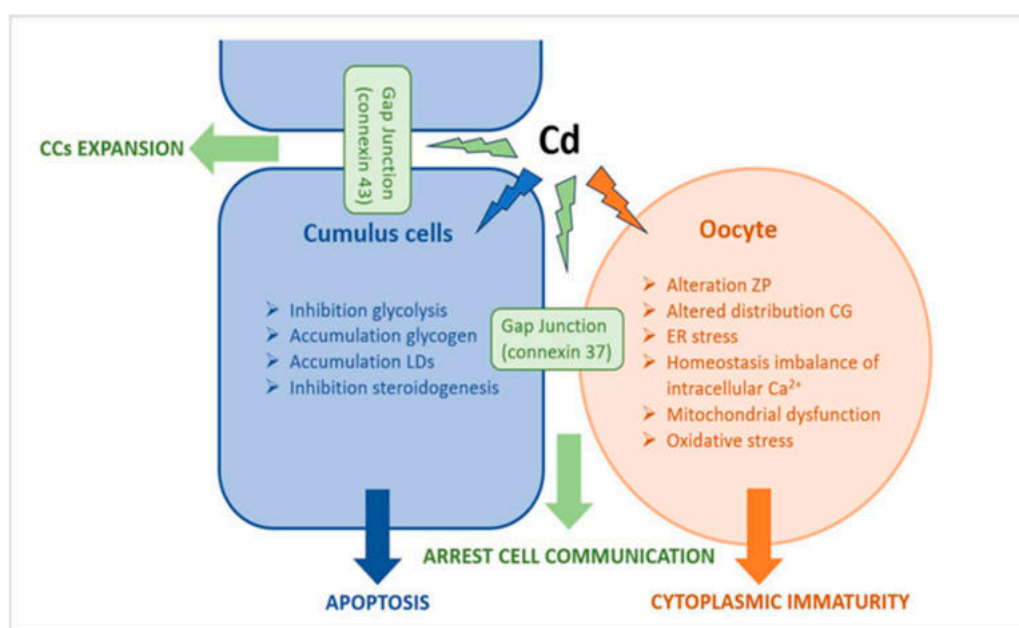 Gap Junction
(connexin 43)
Cd
CCs EXPANSION
Cumulus cells
➢ Inhibition glycolysis
➢ Accumulation glycogen
➢ Accumulation LDs
➢ Inhibition steroidogenesis
Gap Junction
(connexin 37)
Oocyte
➢ Alteration ZP
➢ Altered distribution CG
➢ ER stress
➢ Homeostasis imbalance of
intracellular Ca²⁺
➢ Mitochondrial dysfunction
➢ Oxidative stress
ARREST CELL COMMUNICATION
APOPTOSIS
CYTOPLASMIC IMMATURITY